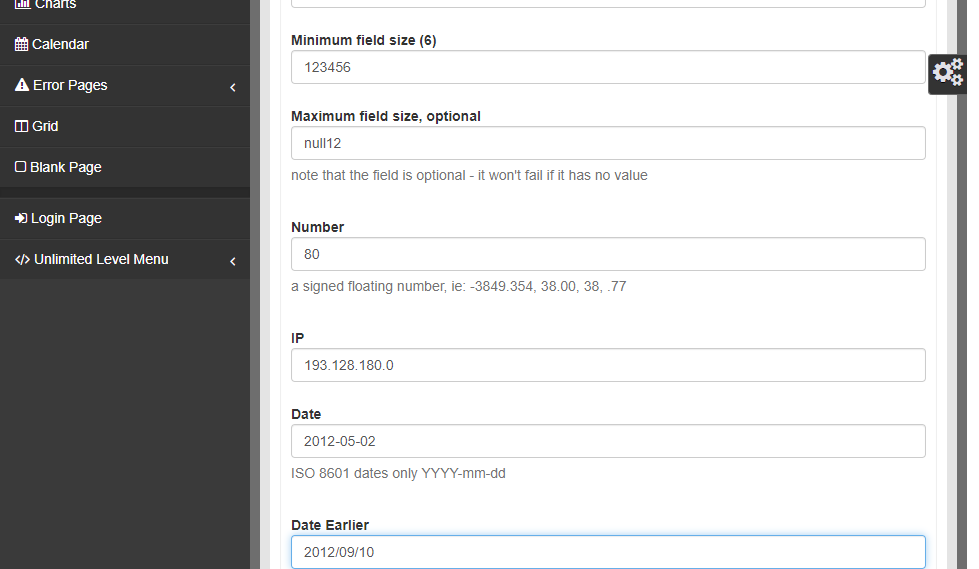 Charts
Calendar
Error Pages
Grid
Blank Page
Login Page
Unlimited Level Menu
Minimum field size (6)
123456
Maximum field size, optional
null12
note that the field is optional - it won't fail if it has no value
Number
80
a signed floating number, ie: -3849.354, 38.00, 38, .77
IP
193.128.180.0
Date
2012-05-02
ISO 8601 dates only YYYY-mm-dd
Date Earlier
2012/09/10